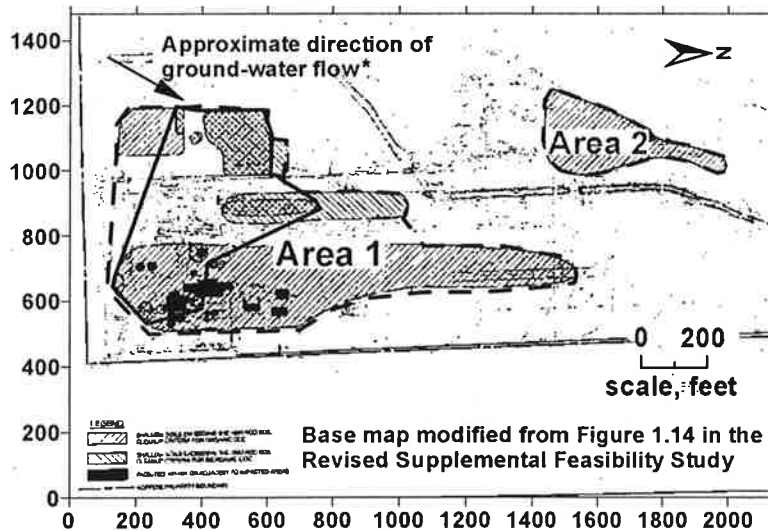 1400
1200
1000
800
600
400
200
0
Approximate direction of
ground-water flow*
N
Area 2
Area 1
0 200
scale, feet
LEGEND
Base map modified from Figure 1.14 in the
Revised Supplemental Feasibility Study
0 200 400 600 800 1000 1200 1400 1600 1800 2000